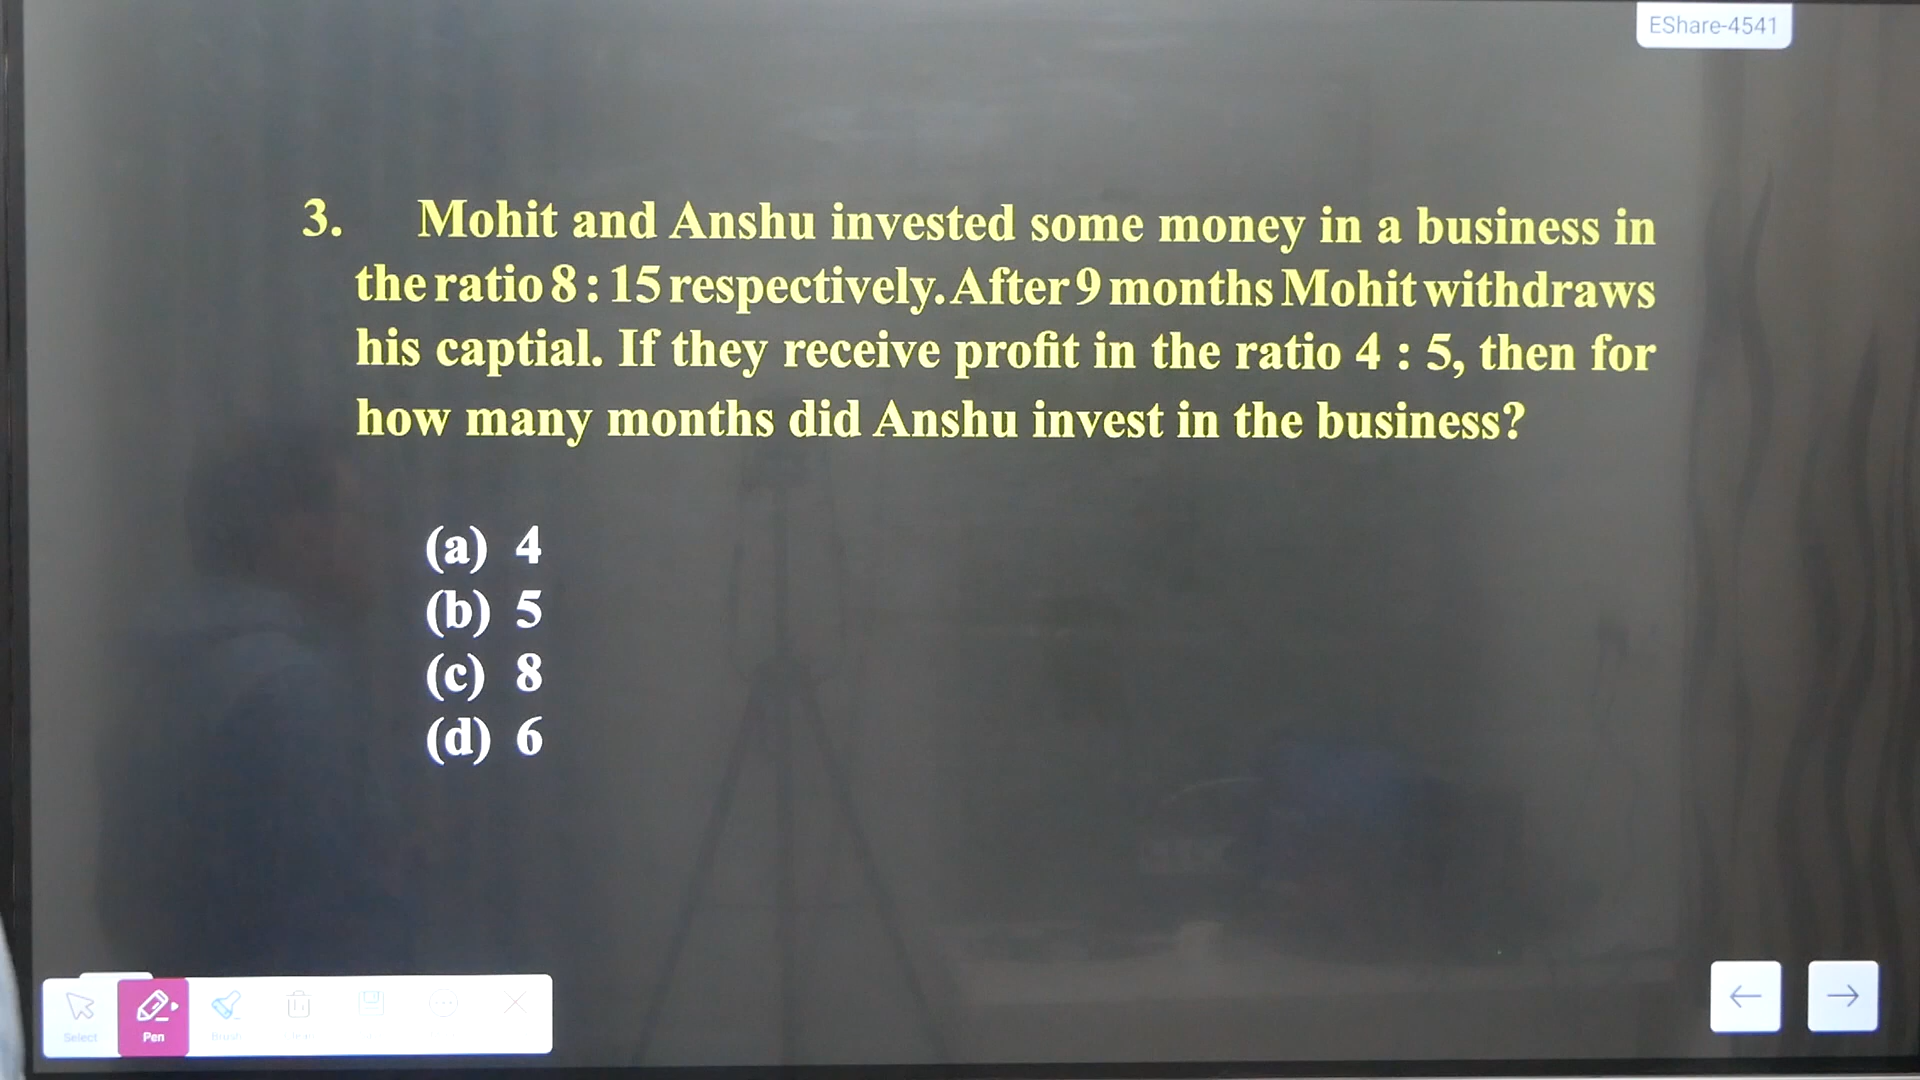 EShare-4541
3. Mohit and Anshu invested some money in a business in
the ratio 8 : 15 respectively. After 9 months Mohit withdraws
his captial. If they receive profit in the ratio 4 : 5, then for
how many months did Anshu invest in the business?
(a) 4
(b) 5
(c) 8
(d) 6
Select Pen Brush Clear